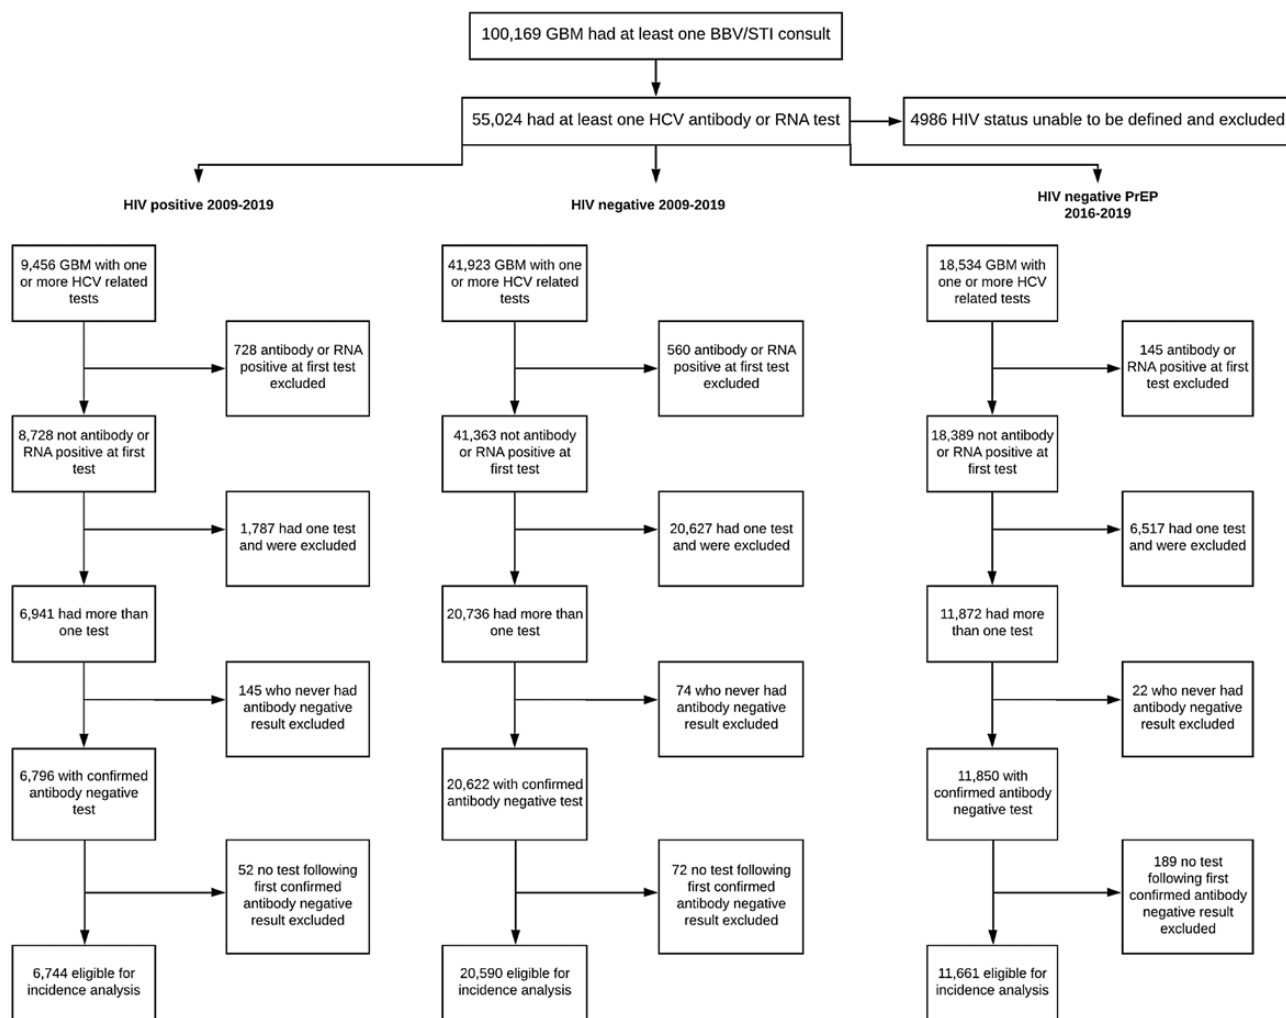 100,169 GBM had at least one BBV/STI consult
55,024 had at least one HCV antibody or RNA test
4986 HIV status unable to be defined and excluded
HIV positive 2009-2019
HIV negative 2009-2019
HIV negative PrEP
2016-2019
9,456 GBM with one
or more HCV related
tests
41,923 GBM with one
or more HCV related
tests
18,534 GBM with
one or more HCV
related tests
728 antibody or RNA
positive at first test
excluded
560 antibody or RNA
positive at first test
excluded
145 antibody or
RNA positive at first
test excluded
8,728 not antibody or
RNA positive at first
test
41,363 not antibody
or RNA positive at
first test
18,389 not antibody
or RNA positive at
first test
1,787 had one test
and were excluded
20,627 had one test
and were excluded
6,517 had one test
and were excluded
6,941 had more than
one test
20,736 had more than
one test
11,872 had more
than one test
145 who never had
antibody negative
result excluded
74 who never had
antibody negative
result excluded
22 who never had
antibody negative
result excluded
6,796 with confirmed
antibody negative
test
20,622 with confirmed
antibody negative test
11,850 with
confirmed antibody
negative test
52 no test following
first confirmed
antibody negative
result excluded
72 no test following
first confirmed
antibody negative
result excluded
189 no test
following first
confirmed antibody
negative result
excluded
6,744 eligible for
incidence analysis
20,590 eligible for
incidence analysis
11,661 eligible for
incidence analysis